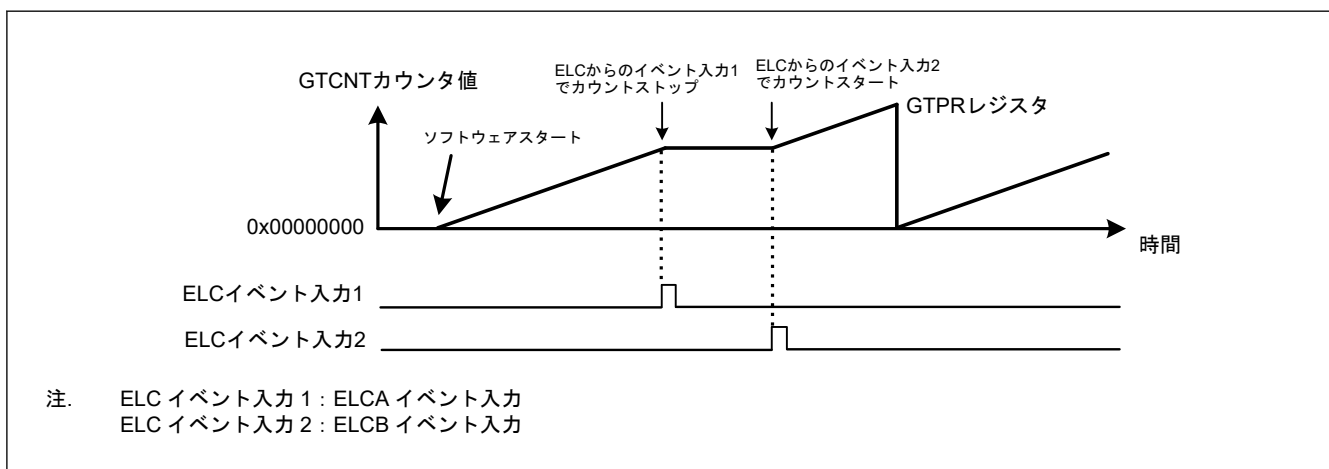 ELCからのイベント入力1
でカウントストップ
ELCからのイベント入力2
でカウントスタート
GTCNTカウンタ値
GTPRレジスタ
ソフトウェアスタート
0x00000000
時間
ELCイベント入力1
ELCイベント入力2
注. ELC イベント入力 1 : ELCA イベント入力
ELC イベント入力 2 : ELCB イベント入力